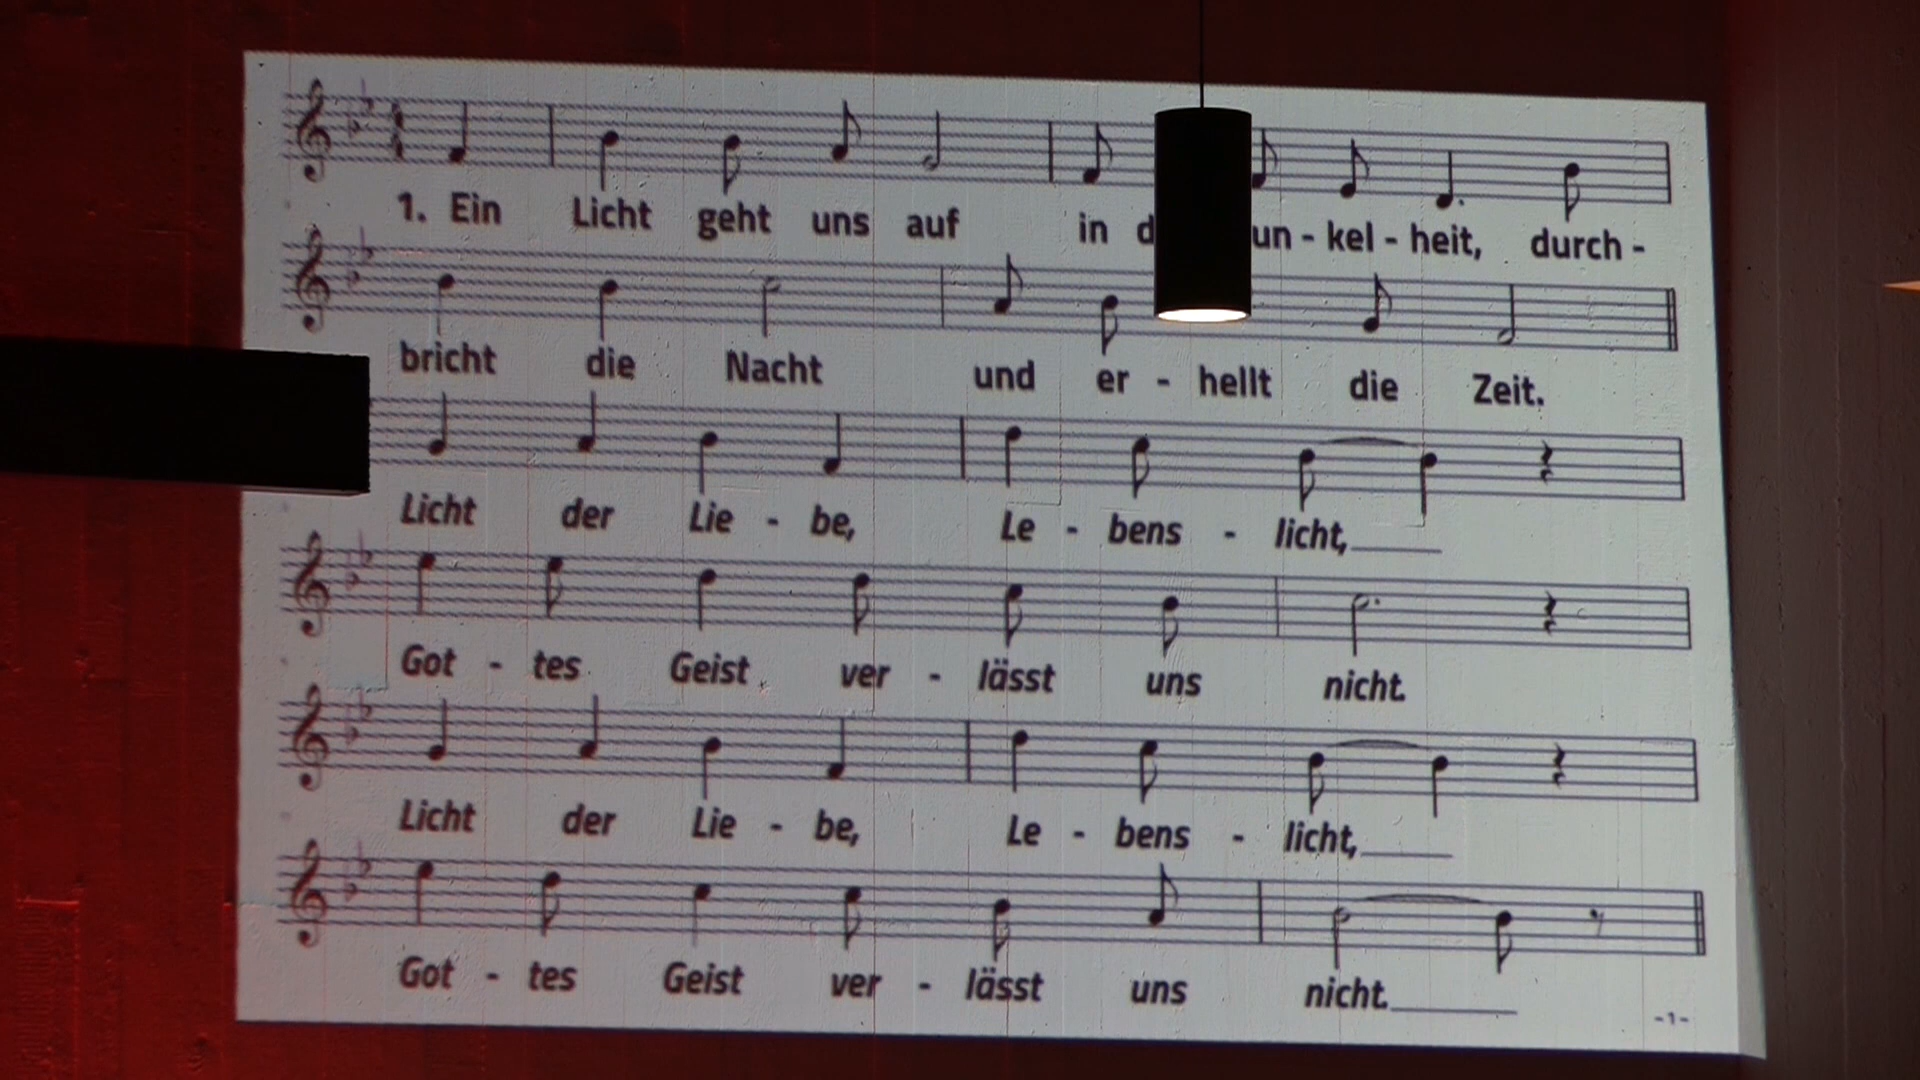 1. Ein Licht geht uns auf in d un - kel - heit, durch -
bricht die Nacht und er - hellt die Zeit.
Licht der Lie - be, Le - bens - licht,
Got - tes Geist ver - lässt uns nicht.
Licht der Lie - be, Le - bens - licht,
Got - tes Geist ver - lässt uns nicht.
-1-